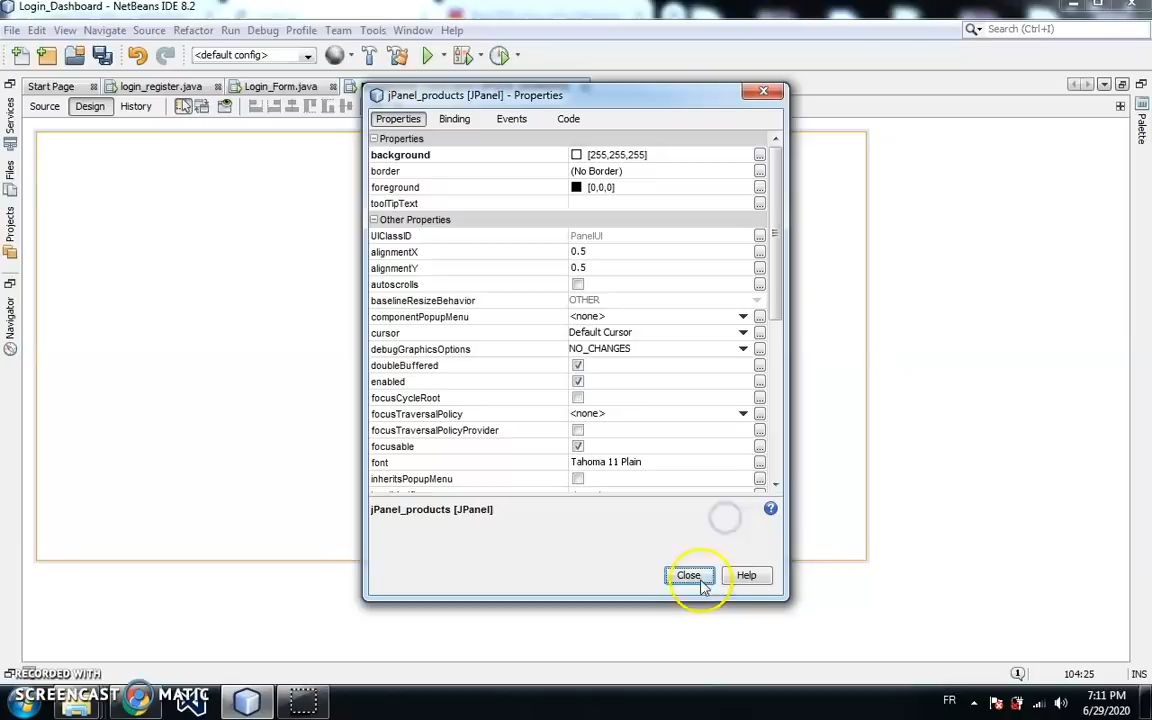 Login_Dashboard - NetBeans IDE 8.2
File Edit View Navigate Source Refactor Run Debug Profile Team Tools Window Help
Search (Ctrl+I)
<default config>
Start Page login_register.java Login_Form.java
Source Design History
Services
Files
Projects
Navigator
Palette
jPanel_products [JPanel] - Properties
Properties Binding Events Code
Properties
background [255,255,255]
border (No Border)
foreground [0,0,0]
toolTipText
Other Properties
UIClassID PanelUI
alignmentX 0.5
alignmentY 0.5
autoscrolls
baselineResizeBehavior OTHER
componentPopupMenu <none>
cursor Default Cursor
debugGraphicsOptions NO_CHANGES
doubleBuffered
enabled
focusCycleRoot
focusTraversalPolicy <none>
focusTraversalPolicyProvider
focusable
font Tahoma 11 Plain
inheritsPopupMenu
jPanel_products [JPanel]
Close Help
104:25 INS
RECORDED WITH
SCREENCAST MATIC
FR
7:11 PM
6/29/2020